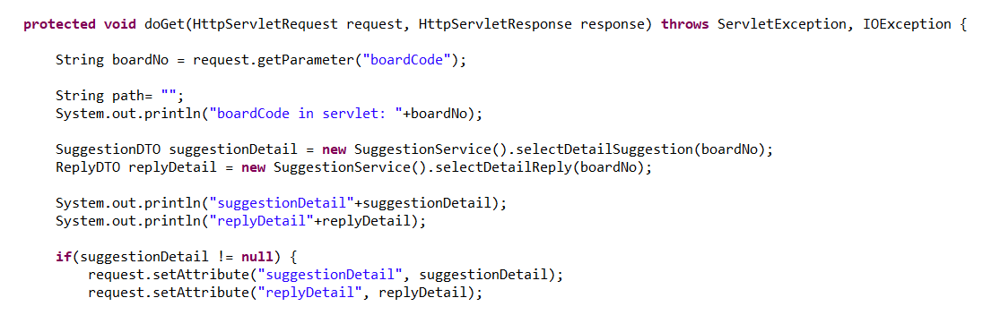 protected void doGet(HttpServletRequest request, HttpServletResponse response) throws ServletException, IOException {
String boardNo = request.getParameter("boardCode");
String path= "";
System.out.println("boardCode in servlet: "+boardNo);
SuggestionDTO suggestionDetail = new SuggestionService().selectDetailSuggestion(boardNo);
ReplyDTO replyDetail = new SuggestionService().selectDetailReply(boardNo);
System.out.println("suggestionDetail"+suggestionDetail);
System.out.println("replyDetail"+replyDetail);
if(suggestionDetail != null) {
request.setAttribute("suggestionDetail", suggestionDetail);
request.setAttribute("replyDetail", replyDetail);